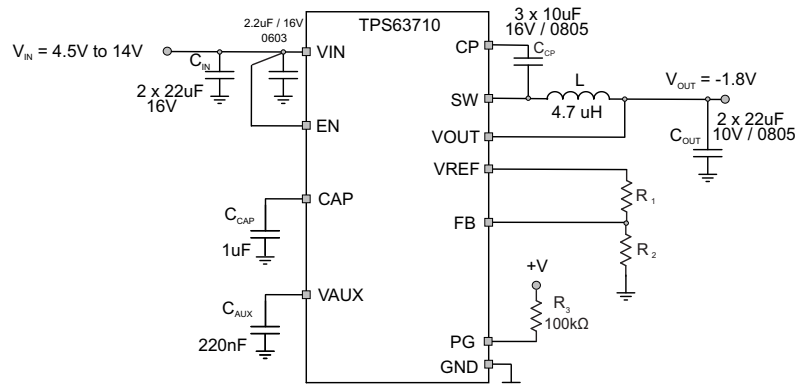 TPS63710
2.2uF / 16V
0603
3 x 10uF
16V / 0805
V_IN = 4.5V to 14V
C_IN
2 x 22uF
16V
VIN
EN
CAP
C_CAP
1uF
VAUX
C_AUX
220nF
CP
C_CP
SW
L
4.7 uH
V_OUT = -1.8V
2 x 22uF
10V / 0805
C_OUT
VOUT
VREF
R_1
FB
R_2
+V
R_3
100kΩ
PG
GND